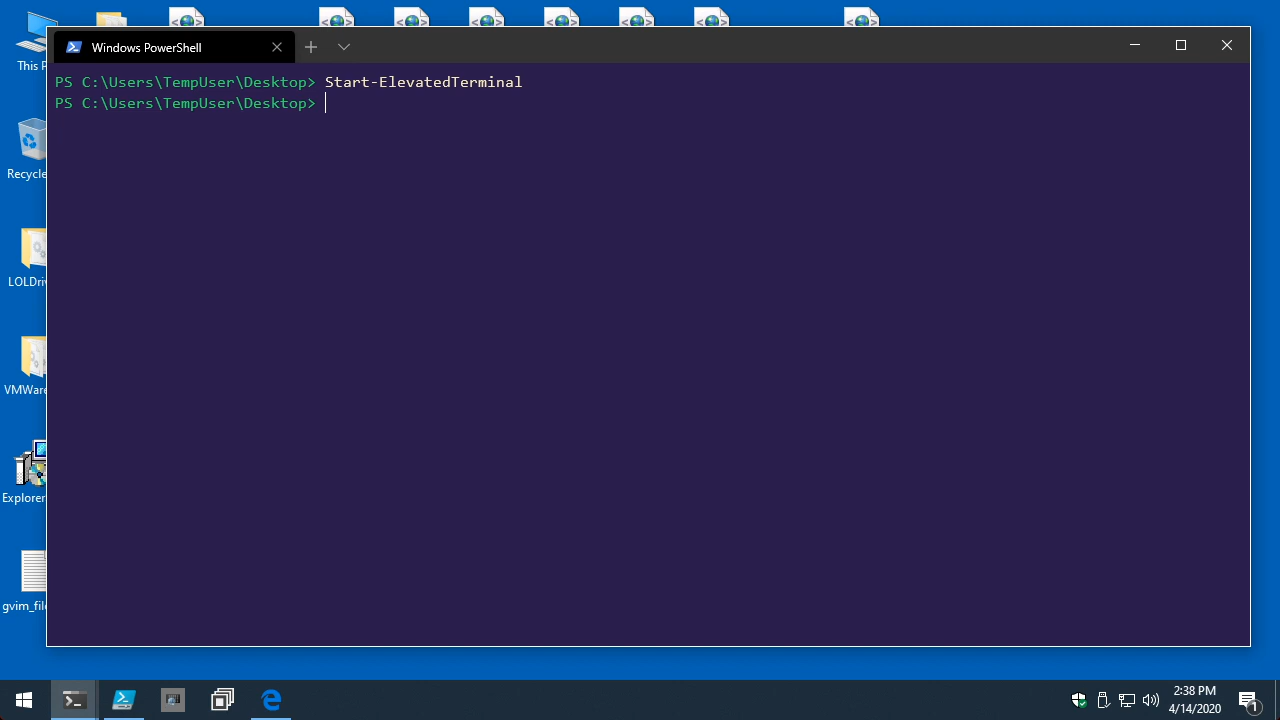 Windows PowerShell
PS C:\Users\TempUser\Desktop> Start-ElevatedTerminal
PS C:\Users\TempUser\Desktop>
This P
Recycle
LOLDriv
VMWare
Explorer
gvim_file
2:38 PM
4/14/2020
1